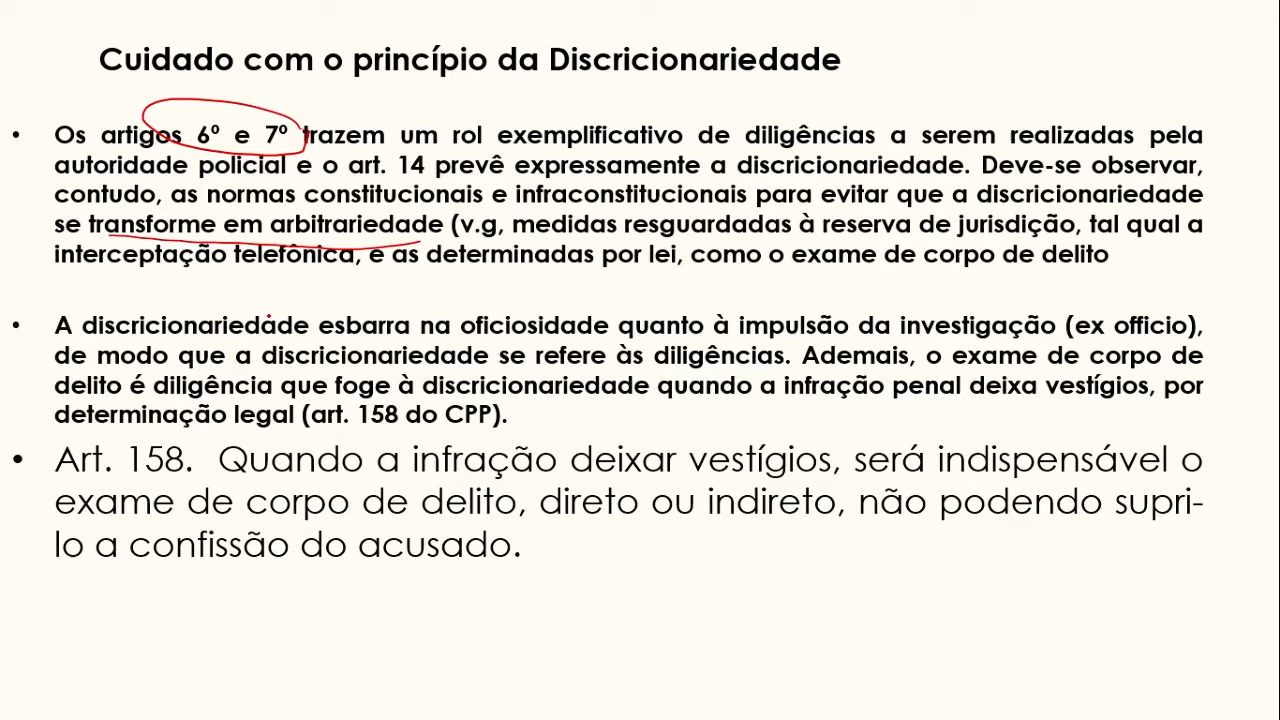 Cuidado com o princípio da Discricionariedade
• Os artigos 6º e 7º trazem um rol exemplificativo de diligências a serem realizadas pela
autoridade policial e o art. 14 prevê expressamente a discricionariedade. Deve-se observar,
contudo, as normas constitucionais e infraconstitucionais para evitar que a discricionariedade
se transforme em arbitrariedade (v.g, medidas resguardadas à reserva de jurisdição, tal qual a
interceptação telefônica, e as determinadas por lei, como o exame de corpo de delito
• A discricionariedade esbarra na oficiosidade quanto à impulsão da investigação (ex officio),
de modo que a discricionariedade se refere às diligências. Ademais, o exame de corpo de
delito é diligência que foge à discricionariedade quando a infração penal deixa vestígios, por
determinação legal (art. 158 do CPP).
• Art. 158. Quando a infração deixar vestígios, será indispensável o
exame de corpo de delito, direto ou indireto, não podendo supri-
lo a confissão do acusado.